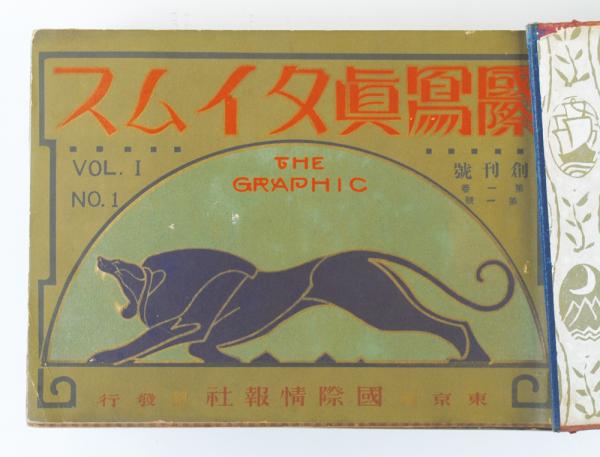 國際寫眞タイムス
THE
GRAPHIC
VOL. I
NO. 1
創刊號
第一卷
第一號
東京 國際情報社 發行